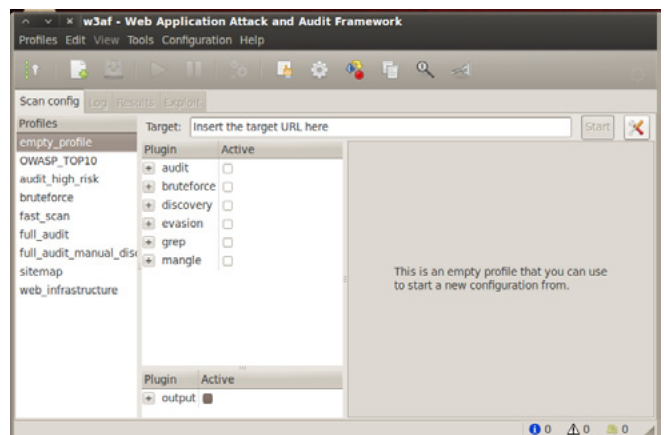 w3af - Web Application Attack and Audit Framework
Profiles Edit View Tools Configuration Help
Scan config Log Results Exploit
Profiles
empty_profile
OWASP_TOP10
audit_high_risk
bruteforce
fast_scan
full_audit
full_audit_manual_disc
sitemap
web_infrastructure
Target: Insert the target URL here Start
Plugin Active
audit
bruteforce
discovery
evasion
grep
mangle
Plugin Active
output
This is an empty profile that you can use
to start a new configuration from.
0 0 0